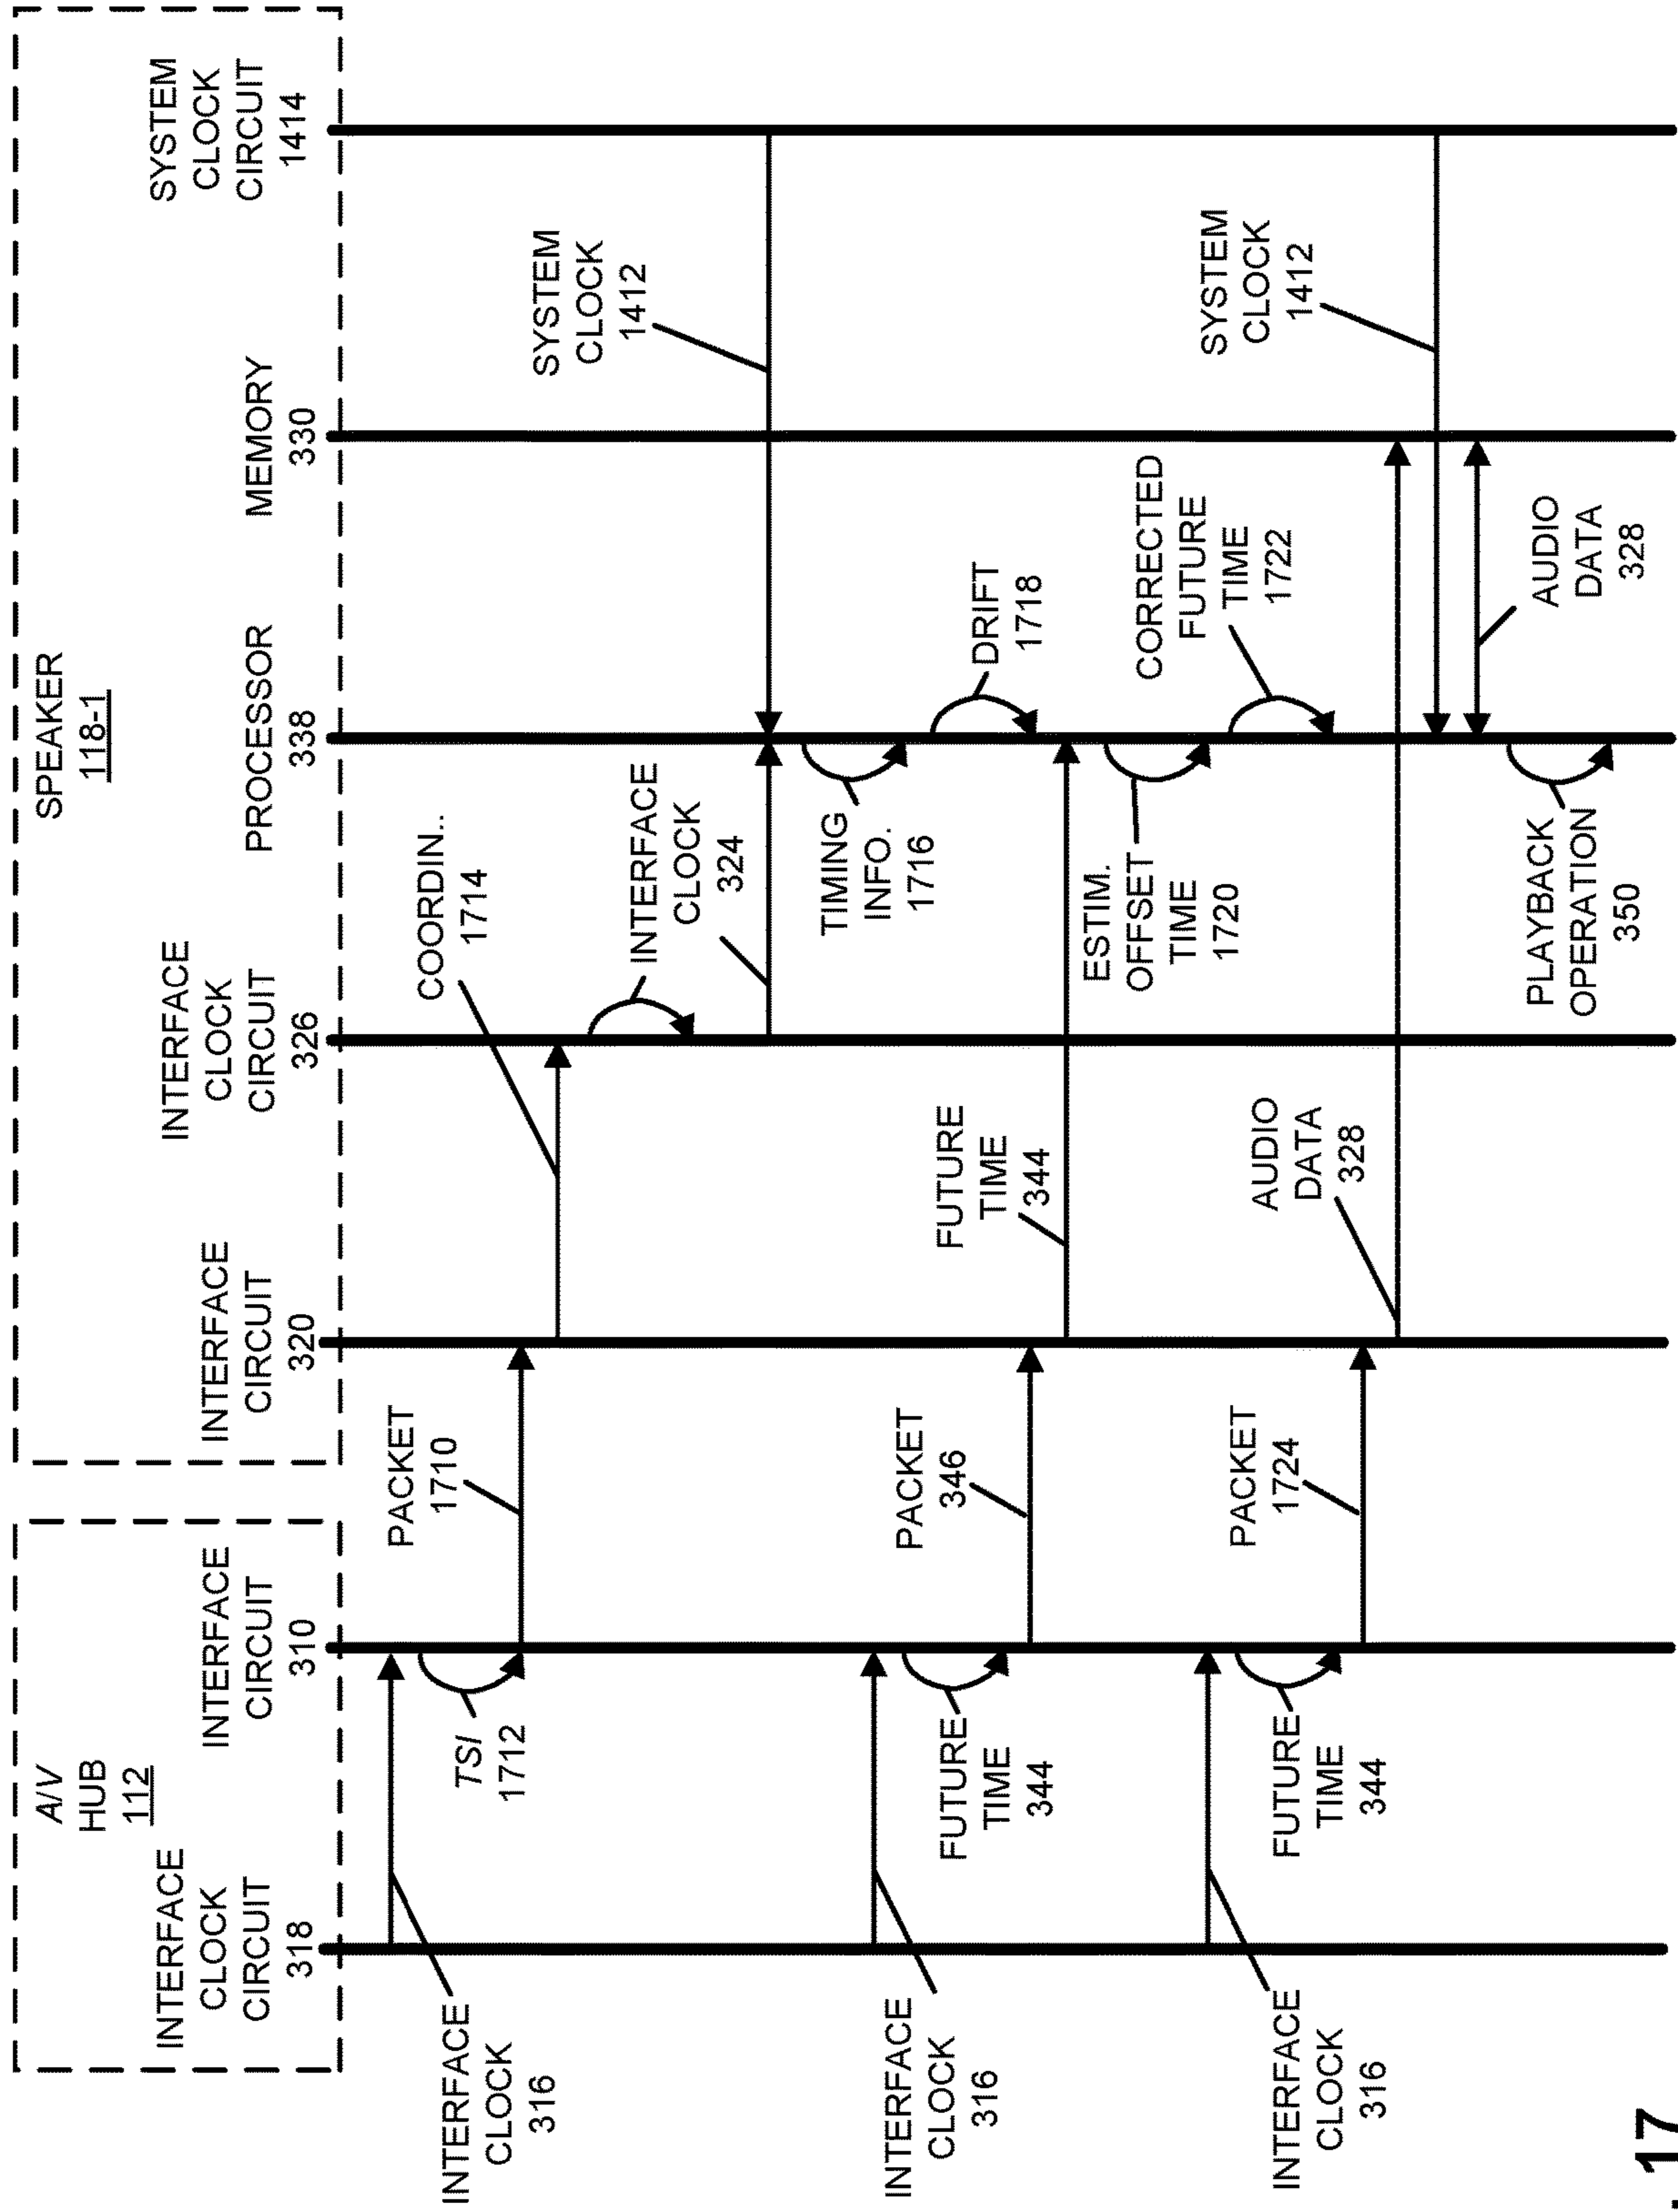 A/V
HUB
112
INTERFACE
CLOCK
CIRCUIT
318
INTERFACE
CIRCUIT
310
SPEAKER
118-1
INTERFACE
CIRCUIT
320
INTERFACE
CLOCK
CIRCUIT
326
PROCESSOR
338
MEMORY
330
SYSTEM
CLOCK
CIRCUIT
1414
INTERFACE
CLOCK
316
TSI
1712
PACKET
1710
COORDIN..
1714
INTERFACE
CLOCK
324
SYSTEM
CLOCK
1412
TIMING
INFO.
1716
DRIFT
1718
INTERFACE
CLOCK
316
FUTURE
TIME
344
PACKET
346
FUTURE
TIME
344
ESTIM.
OFFSET
TIME
1720
CORRECTED
FUTURE
TIME
1722
INTERFACE
CLOCK
316
FUTURE
TIME
344
PACKET
1724
AUDIO
DATA
328
SYSTEM
CLOCK
1412
AUDIO
DATA
328
PLAYBACK
OPERATION
350
. 17